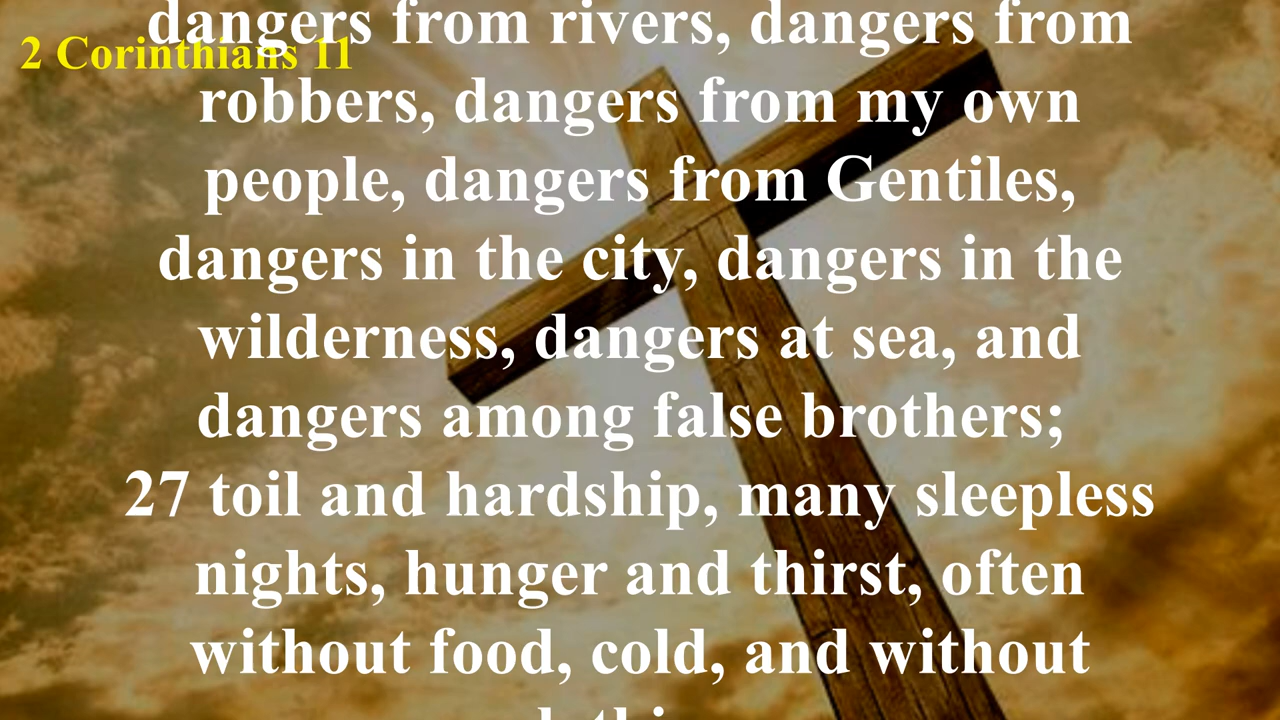 dangers from rivers, dangers from
2 Corinthians 11
robbers, dangers from my own
people, dangers from Gentiles,
dangers in the city, dangers in the
wilderness, dangers at sea, and
dangers among false brothers;
27 toil and hardship, many sleepless
nights, hunger and thirst, often
without food, cold, and without